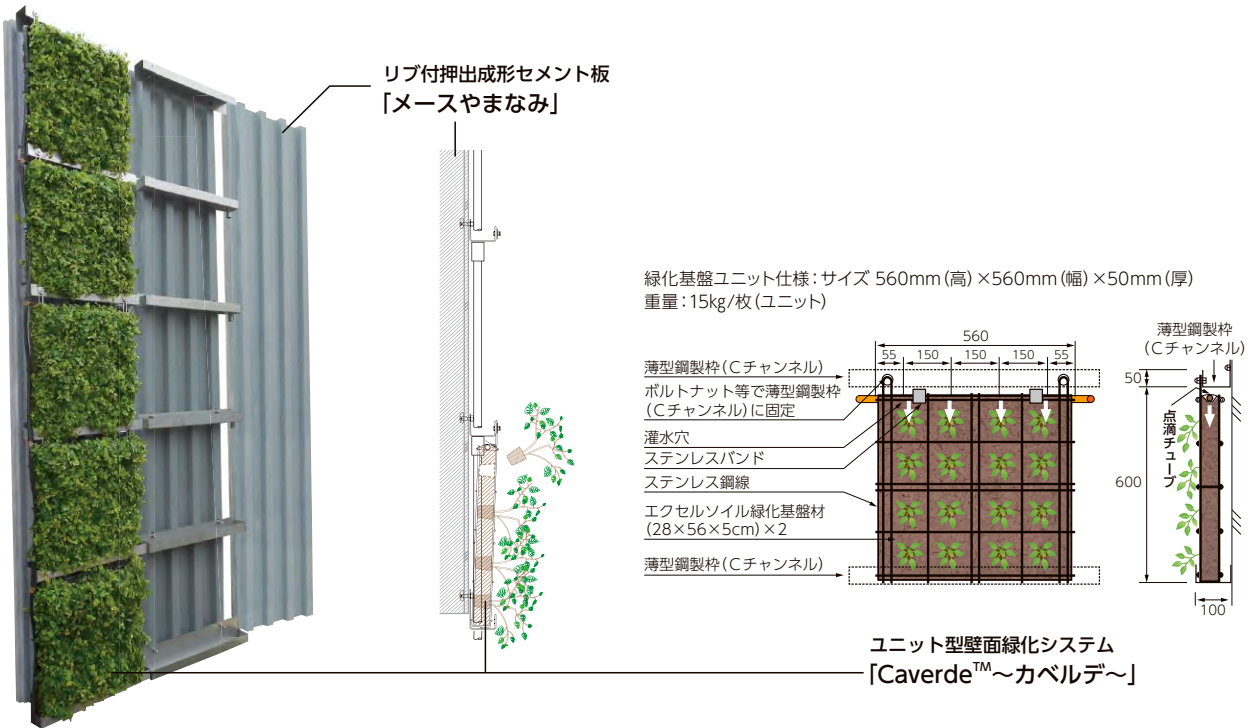 リブ付押出成形セメント板
「メースやまなみ」
緑化基盤ユニット仕様：サイズ 560mm（高）×560mm（幅）×50mm（厚）
重量：15kg/枚（ユニット）
560
55 150 150 150 55
薄型鋼製枠（Cチャンネル）
ボルトナット等で薄型鋼製枠
（Cチャンネル）に固定
灌水穴
ステンレスバンド
ステンレス鋼線
エクセルソイル緑化基盤材
（28×56×5cm）×2
薄型鋼製枠（Cチャンネル）
薄型鋼製枠
（Cチャンネル）
50
点滴チューブ
600
100
ユニット型壁面緑化システム
「Caverde™～カベルデ～」